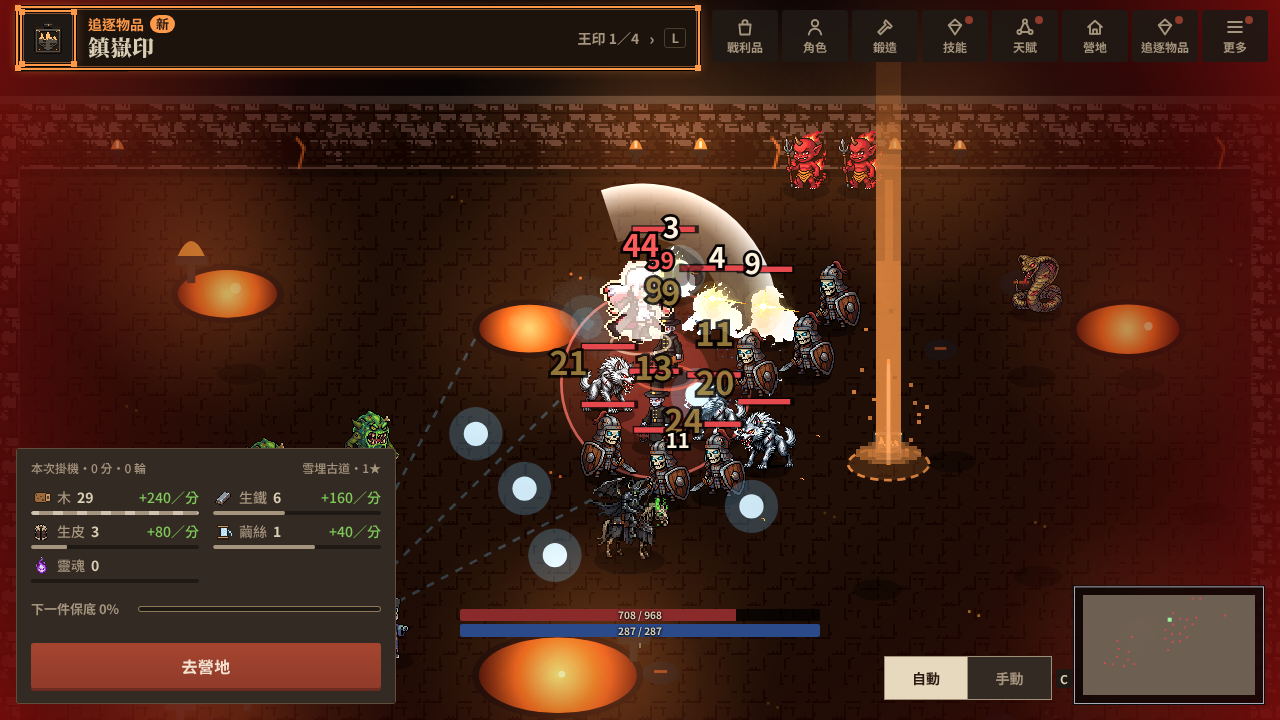 追逐物品 新
鎮嶽印
王印 1／4 › L
戰利品
角色
鍛造
技能
天賦
營地
追逐物品
更多
3
44
59
4
9
99
11
21
13
20
24
11
本次掛機・0 分・0 輪
雪埋古道・1★
木 29 +240／分
生鐵 6 +160／分
生皮 3 +80／分
繭絲 1 +40／分
靈魂 0
下一件保底 0%
去營地
708 / 968
287 / 287
自動
手動
C